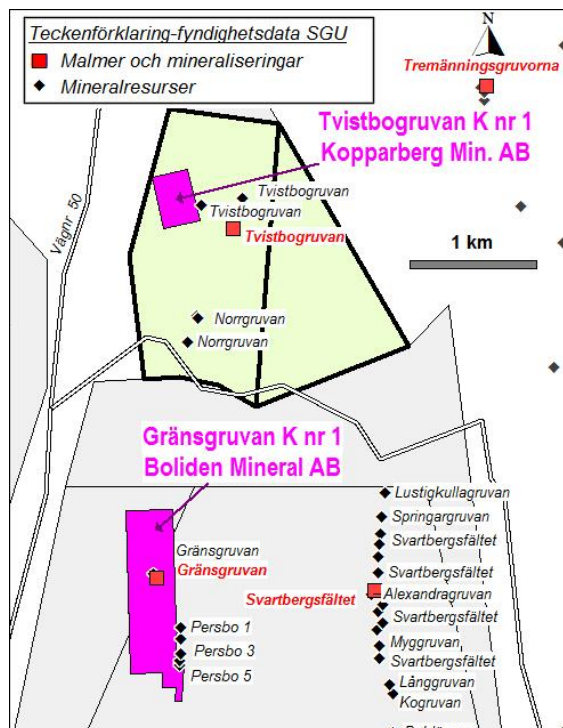 Teckenförklaring-fyndighetsdata SGU
Malmer och mineraliseringar
Mineralresurser
N
Tremänningsgruvorna
Tvistbogruvan K nr 1
Kopparberg Min. AB
Vägnr 50
Tvistbogruvan
Tvistbogruvan
Tvistbogruvan
1 km
Norrgruvan
Norrgruvan
Gränsgruvan K nr 1
Boliden Mineral AB
Lustigkullagruvan
Springargruvan
Svartbergsfältet
Gränsgruvan
Gränsgruvan
Svartbergsfältet
Svartbergsfältet
Alexandragruvan
Svartbergsfältet
Persbo 1
Persbo 3
Persbo 5
Myggruvan
Svartbergsfältet
Långgruvan
Kogruvan